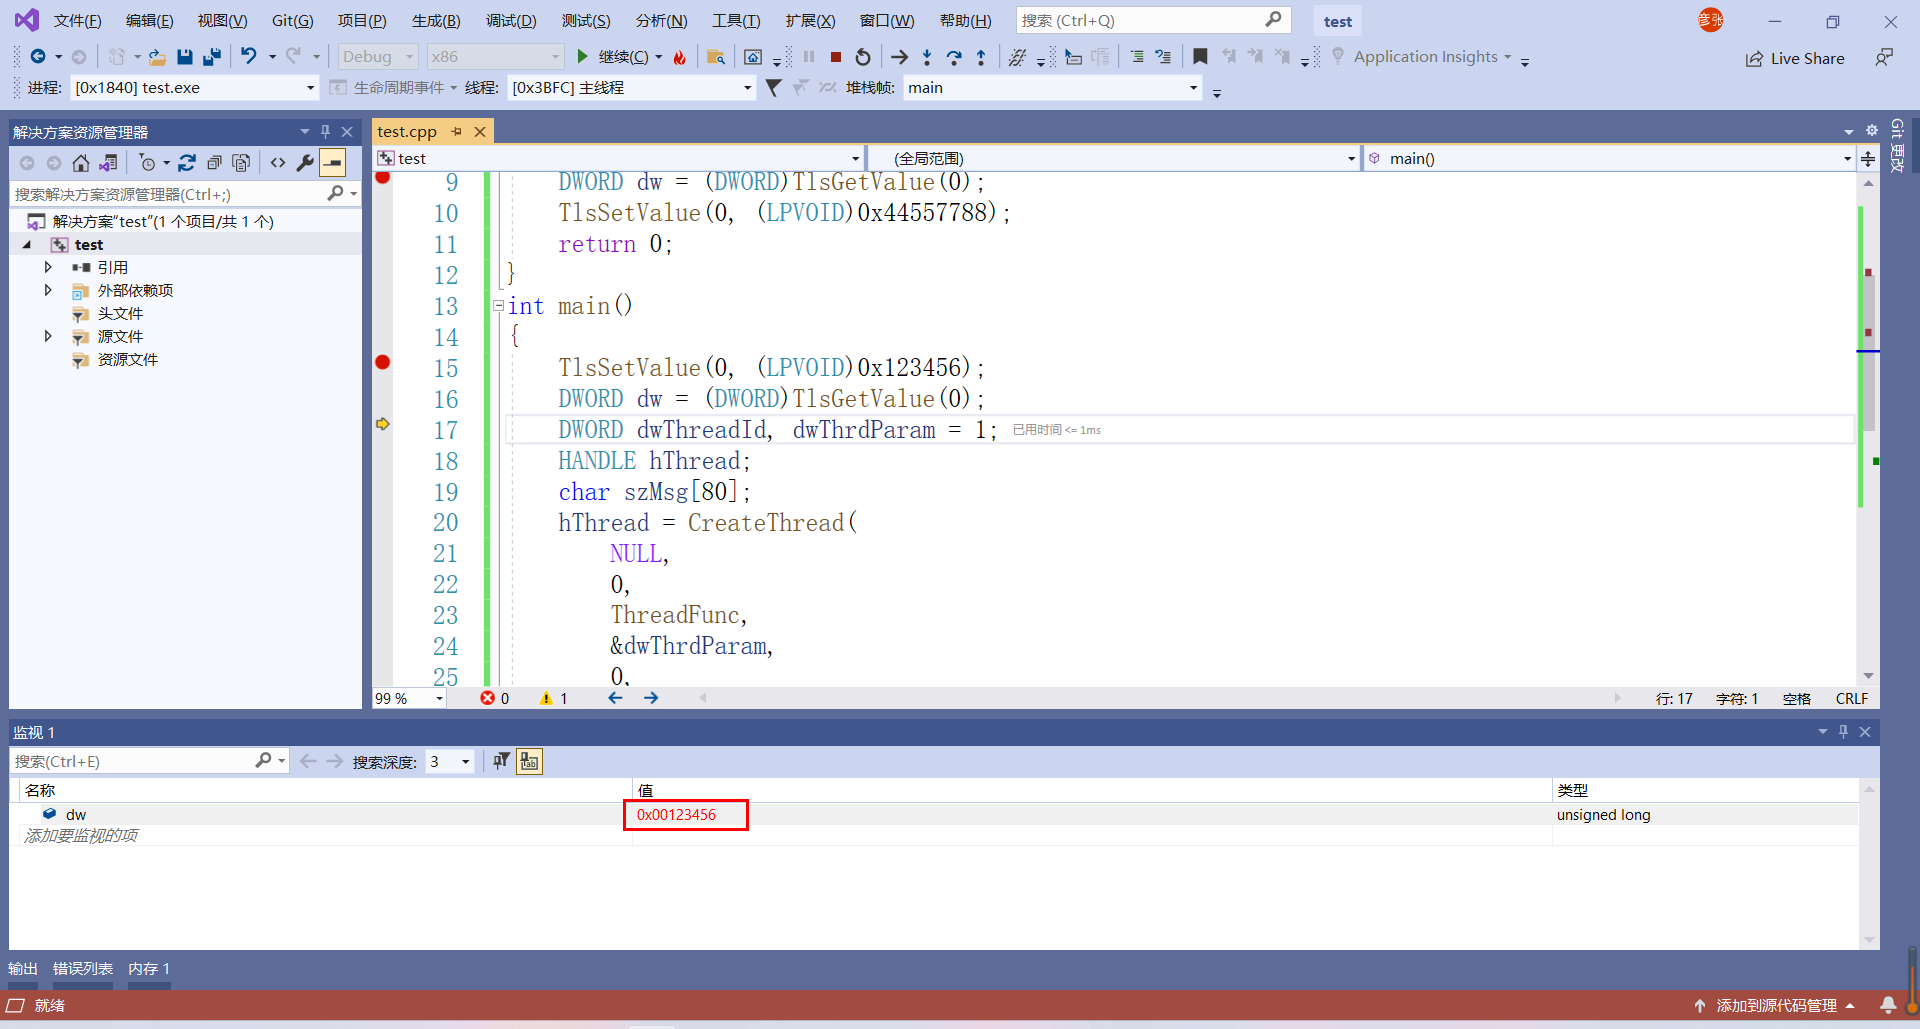 文件(F) 编辑(E) 视图(V) Git(G) 项目(P) 生成(B) 调试(D) 测试(S) 分析(N) 工具(T) 扩展(X) 窗口(W) 帮助(H) 搜索 (Ctrl+Q) test 彦张
Debug x86 继续(C) Application Insights Live Share
进程: [0x1840] test.exe 生命周期事件 线程: [0x3BFC] 主线程 堆栈帧: main
解决方案资源管理器
搜索解决方案资源管理器(Ctrl+;)
解决方案"test"(1 个项目/共 1 个)
test
引用
外部依赖项
头文件
源文件
资源文件
test.cpp
test (全局范围) main()
9 DWORD dw = (DWORD)TlsGetValue(0);
10 TlsSetValue(0, (LPVOID)0x44557788);
11 return 0;
12 }
13 int main()
14 {
15 TlsSetValue(0, (LPVOID)0x123456);
16 DWORD dw = (DWORD)TlsGetValue(0);
17 DWORD dwThreadId, dwThrdParam = 1; 已用时间 <= 1ms
18 HANDLE hThread;
19 char szMsg[80];
20 hThread = CreateThread(
21 NULL,
22 0,
23 ThreadFunc,
24 &dwThrdParam,
25 0,
99 % 0 1 行: 17 字符: 1 空格 CRLF
Git 更改
监视 1
搜索(Ctrl+E) 搜索深度: 3
名称 值 类型
dw 0x00123456 unsigned long
添加要监视的项
输出 错误列表 内存 1
就绪 添加到源代码管理